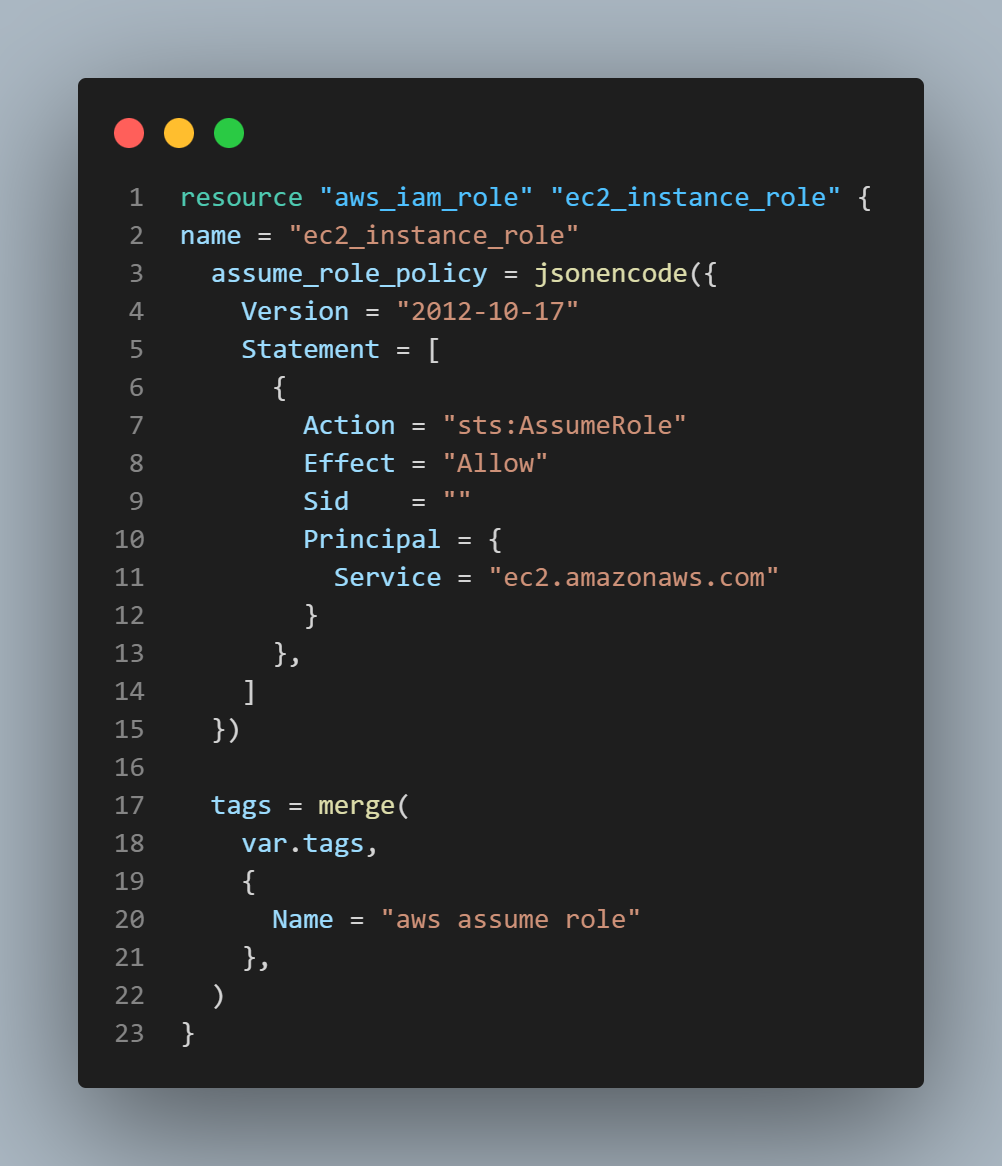 1 resource "aws_iam_role" "ec2_instance_role" {
2 name = "ec2_instance_role"
3   assume_role_policy = jsonencode({
4     Version = "2012-10-17"
5     Statement = [
6       {
7         Action = "sts:AssumeRole"
8         Effect = "Allow"
9         Sid    = ""
10         Principal = {
11           Service = "ec2.amazonaws.com"
12         }
13       },
14     ]
15   })
16
17   tags = merge(
18     var.tags,
19     {
20       Name = "aws assume role"
21     },
22   )
23 }